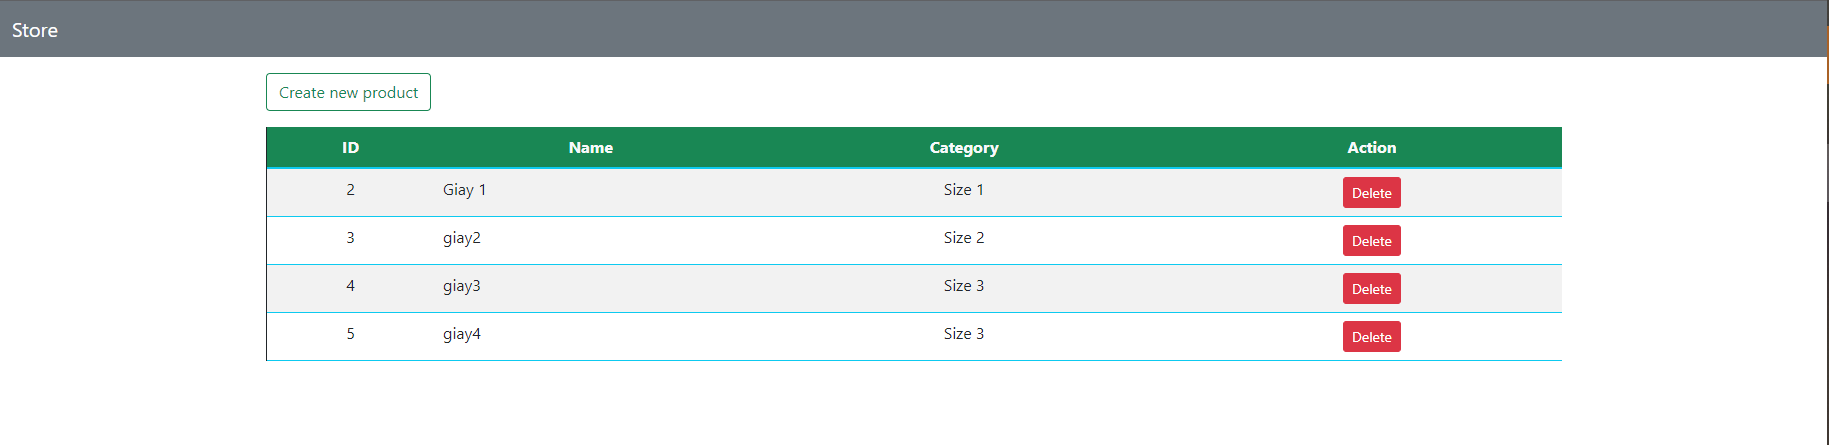 Store
Create new product
ID Name Category Action
2 Giay 1 Size 1 Delete
3 giay2 Size 2 Delete
4 giay3 Size 3 Delete
5 giay4 Size 3 Delete